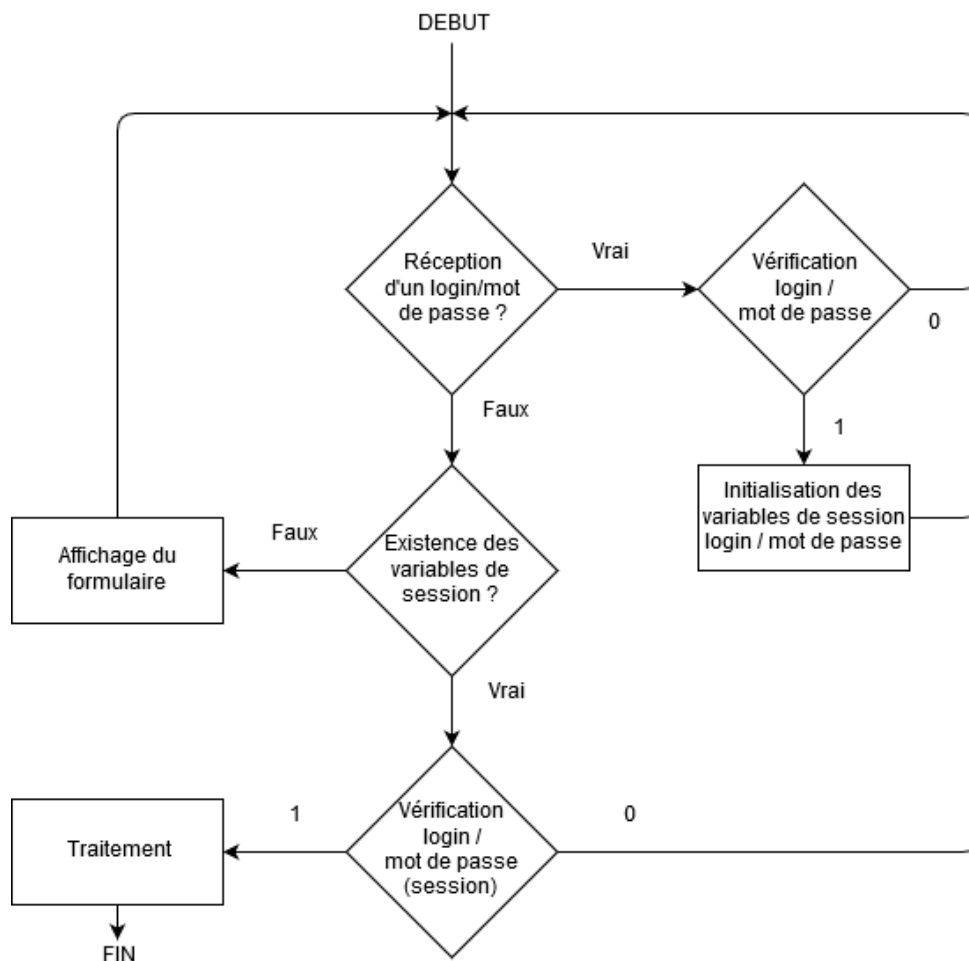 DEBUT
Réception
d'un login/mot
de passe ?
Vrai
Vérification
login /
mot de passe
0
Faux
1
Initialisation des
variables de session
login / mot de passe
Affichage du
formulaire
Faux
Existence des
variables de
session ?
Vrai
Traitement
1
Vérification
login /
mot de passe
(session)
0
FIN